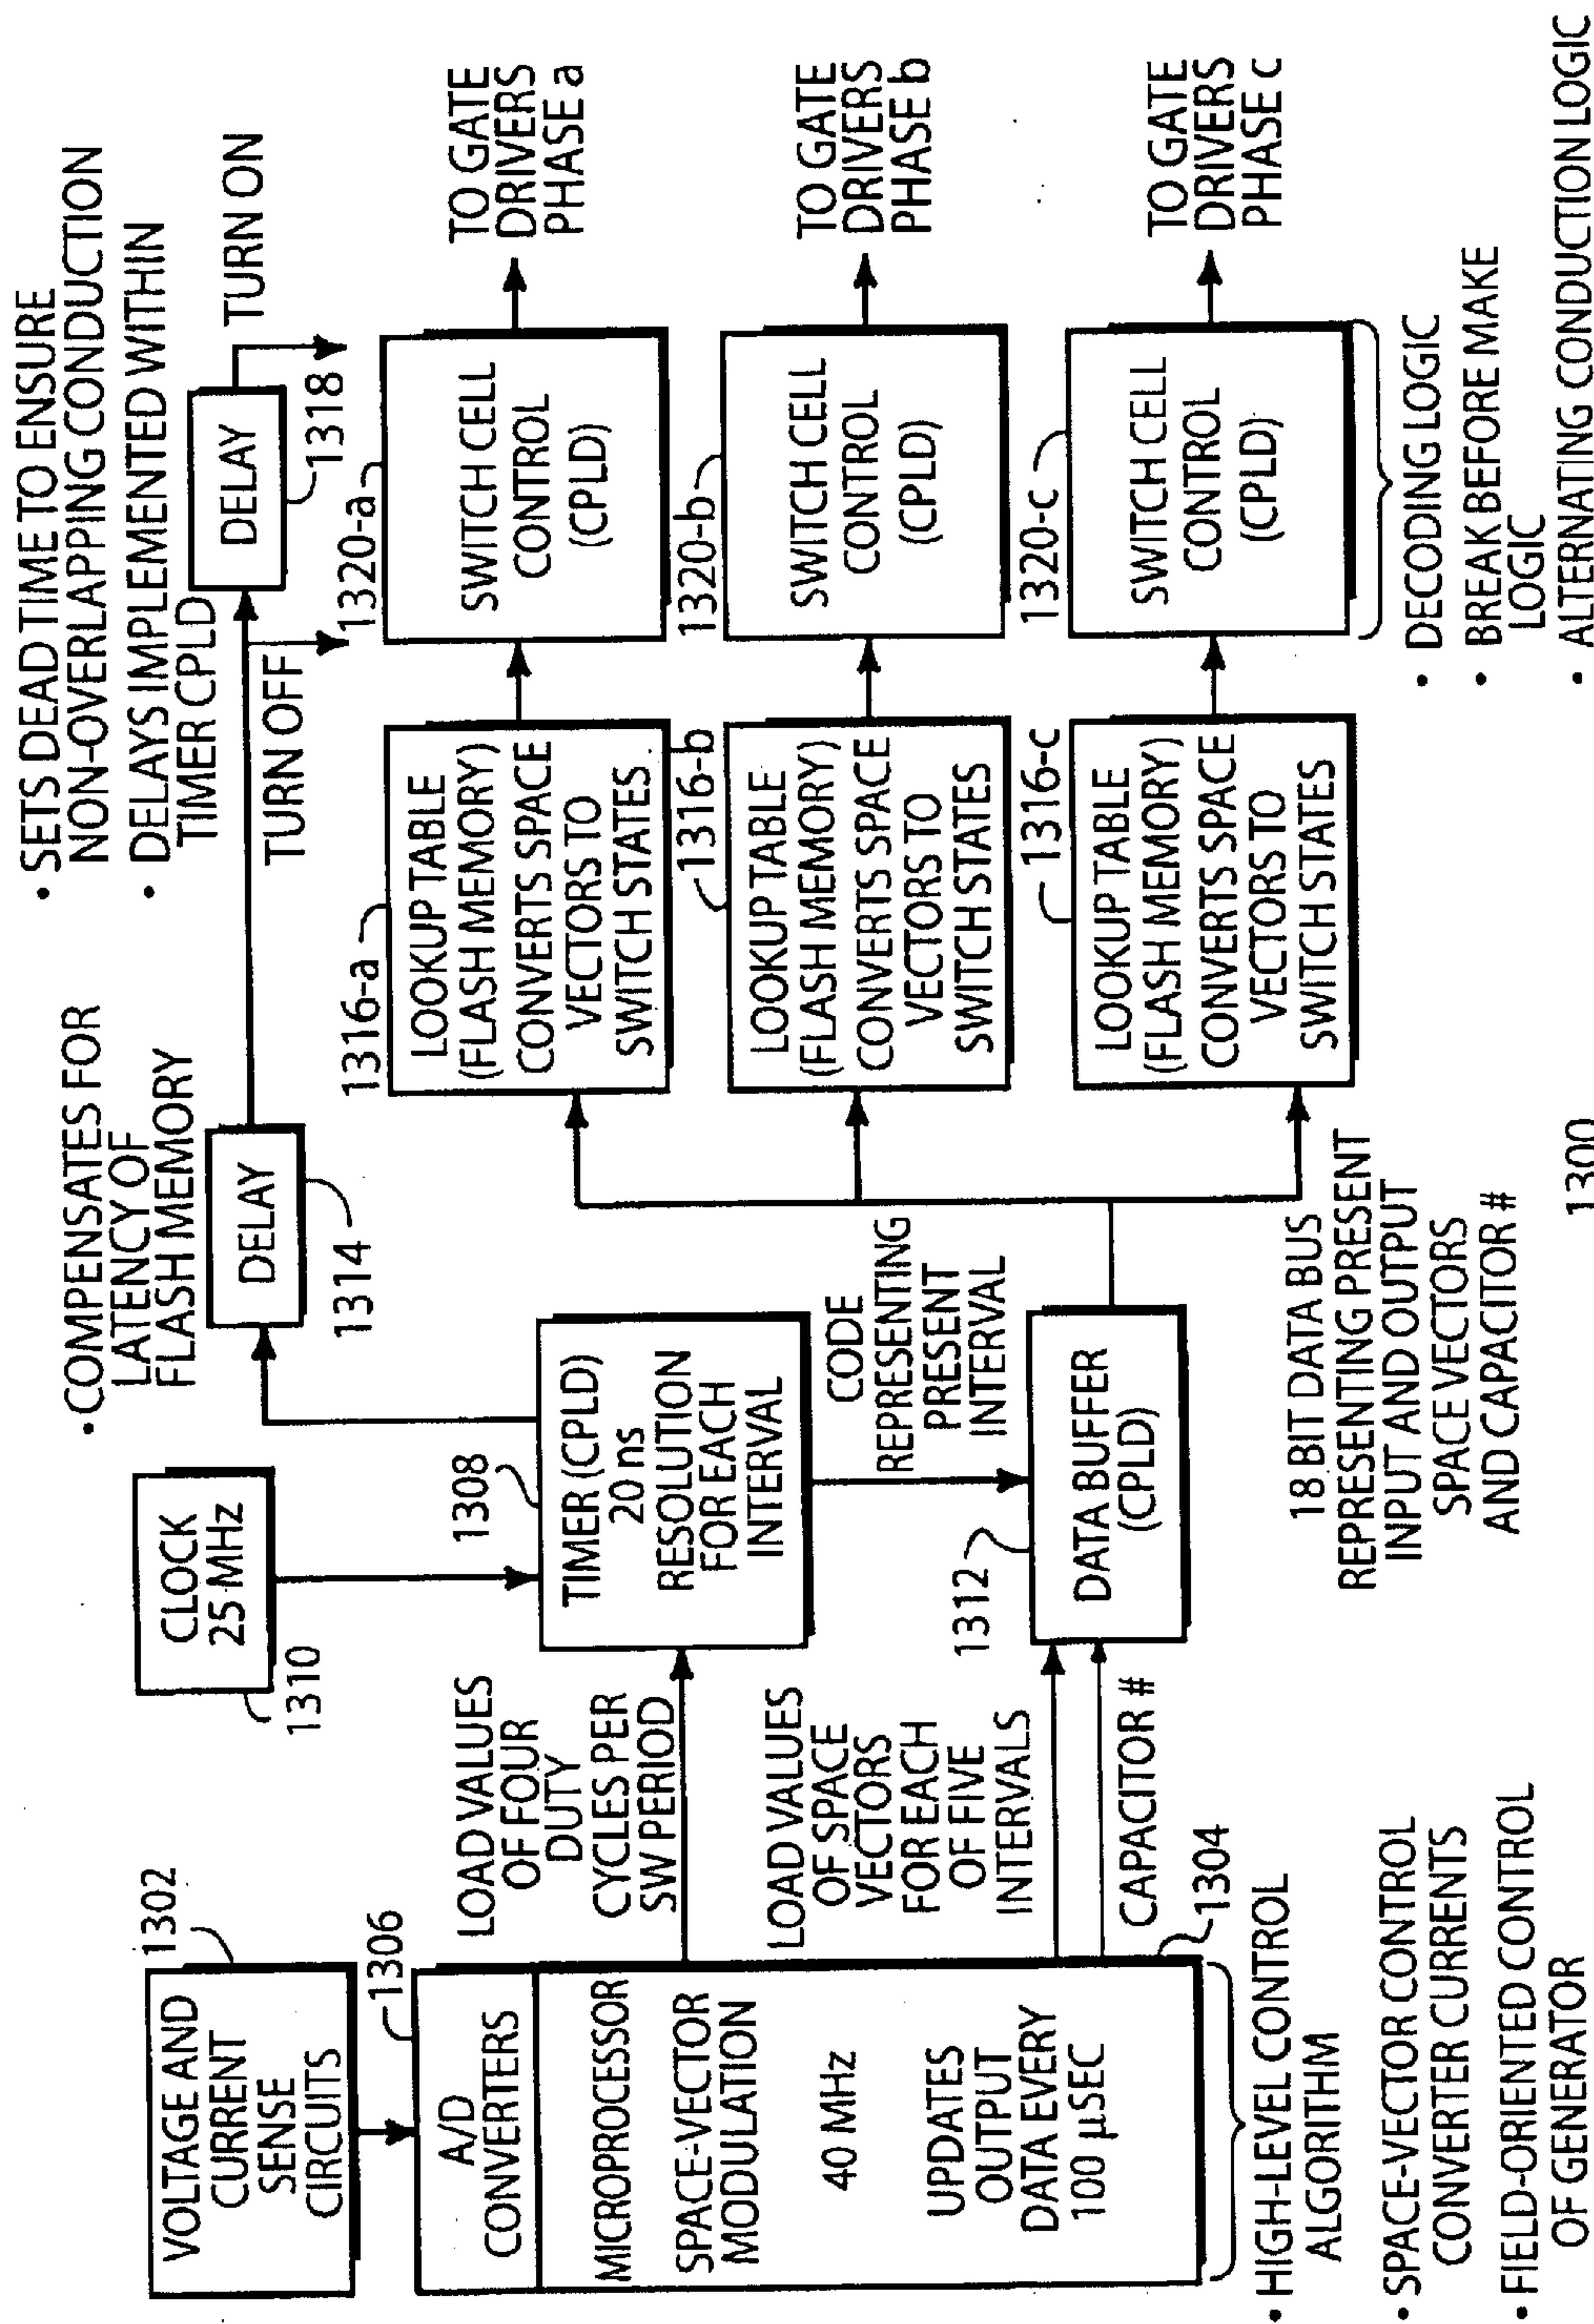 VOLTAGE AND
CURRENT
SENSE
CIRCUITS
1302
1306
A/D
CONVERTERS
MICROPROCESSOR
SPACE-VECTOR
MODULATION
40 MHz
UPDATES
OUTPUT
DATA EVERY
100 μSEC
1304
• HIGH-LEVEL CONTROL
ALGORITHM
• SPACE-VECTOR CONTROL
CONVERTER CURRENTS
• FIELD-ORIENTED CONTROL
OF GENERATOR
LOAD VALUES
OF FOUR
DUTY
CYCLES PER
SW PERIOD
LOAD VALUES
OF SPACE
VECTORS
FOR EACH
OF FIVE
INTERVALS
CAPACITOR #
CLOCK
25 MHz
1310
1308
TIMER (CPLD)
20 ns
RESOLUTION
FOR EACH
INTERVAL
CODE
REPRESENTING
PRESENT
INTERVAL
1312
DATA BUFFER
(CPLD)
18 BIT DATA BUS
REPRESENTING PRESENT
INPUT AND OUTPUT
SPACE VECTORS
AND CAPACITOR #
• COMPENSATES FOR
LATENCY OF
FLASH MEMORY
DELAY
1314
1316-a
LOOKUP TABLE
(FLASH MEMORY)
CONVERTS SPACE
VECTORS TO
SWITCH STATES
1316-b
LOOKUP TABLE
(FLASH MEMORY)
CONVERTS SPACE
VECTORS TO
SWITCH STATES
1316-c
LOOKUP TABLE
(FLASH MEMORY)
CONVERTS SPACE
VECTORS TO
SWITCH STATES
• SETS DEAD TIME TO ENSURE
NON-OVERLAPPING CONDUCTION
• DELAYS IMPLEMENTED WITHIN
TIMER CPLD
DELAY
1318
TURN OFF
TURN ON
1320-a
SWITCH CELL
CONTROL
(CPLD)
TO GATE
DRIVERS
PHASE a
1320-b
SWITCH CELL
CONTROL
(CPLD)
TO GATE
DRIVERS
PHASE b
1320-c
SWITCH CELL
CONTROL
(CPLD)
TO GATE
DRIVERS
PHASE c
• DECODING LOGIC
• BREAK BEFORE MAKE
LOGIC
• ALTERNATING CONDUCTION LOGIC
1300